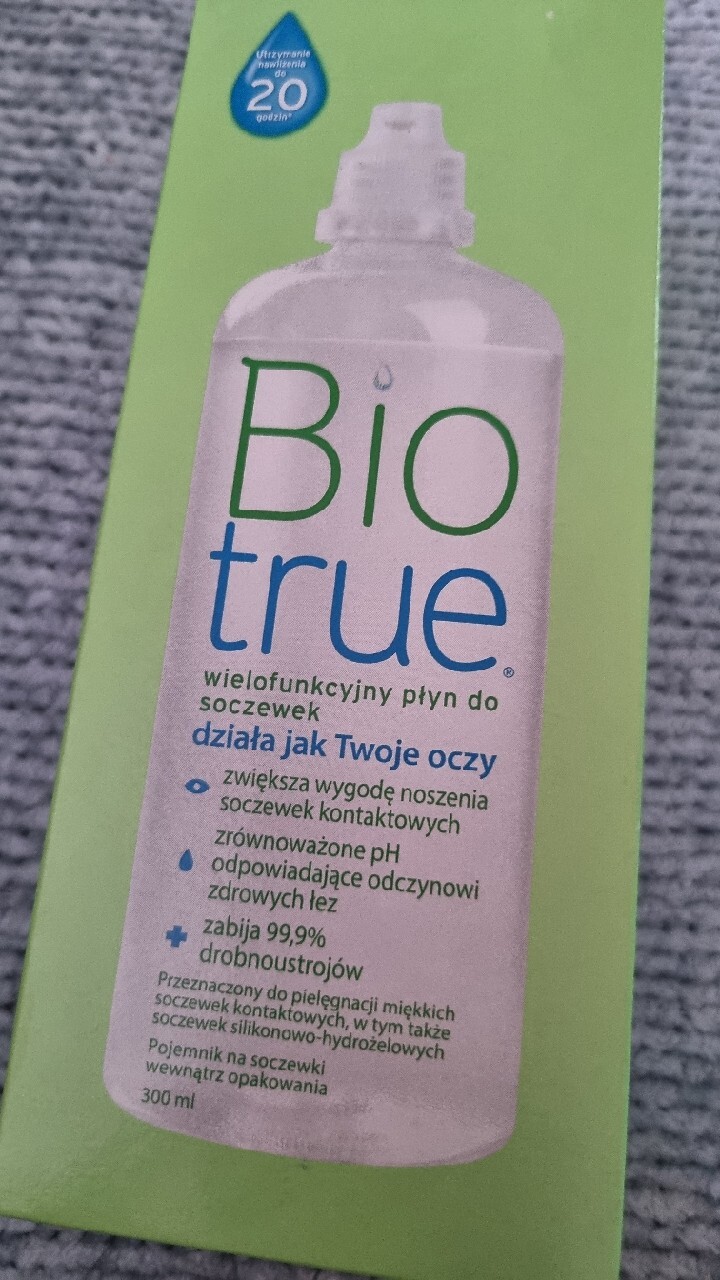 Utrzymanie
nawilżenia
do
20
godzin*
Bio
true®
wielofunkcyjny płyn do
soczewek
działa jak Twoje oczy
zwiększa wygodę noszenia
soczewek kontaktowych
zrównoważone pH
odpowiadające odczynowi
zdrowych łez
zabija 99,9%
drobnoustrojów
Przeznaczony do pielęgnacji miękkich
soczewek kontaktowych, w tym także
soczewek silikonowo-hydrożelowych
Pojemnik na soczewki
wewnątrz opakowania
300 ml